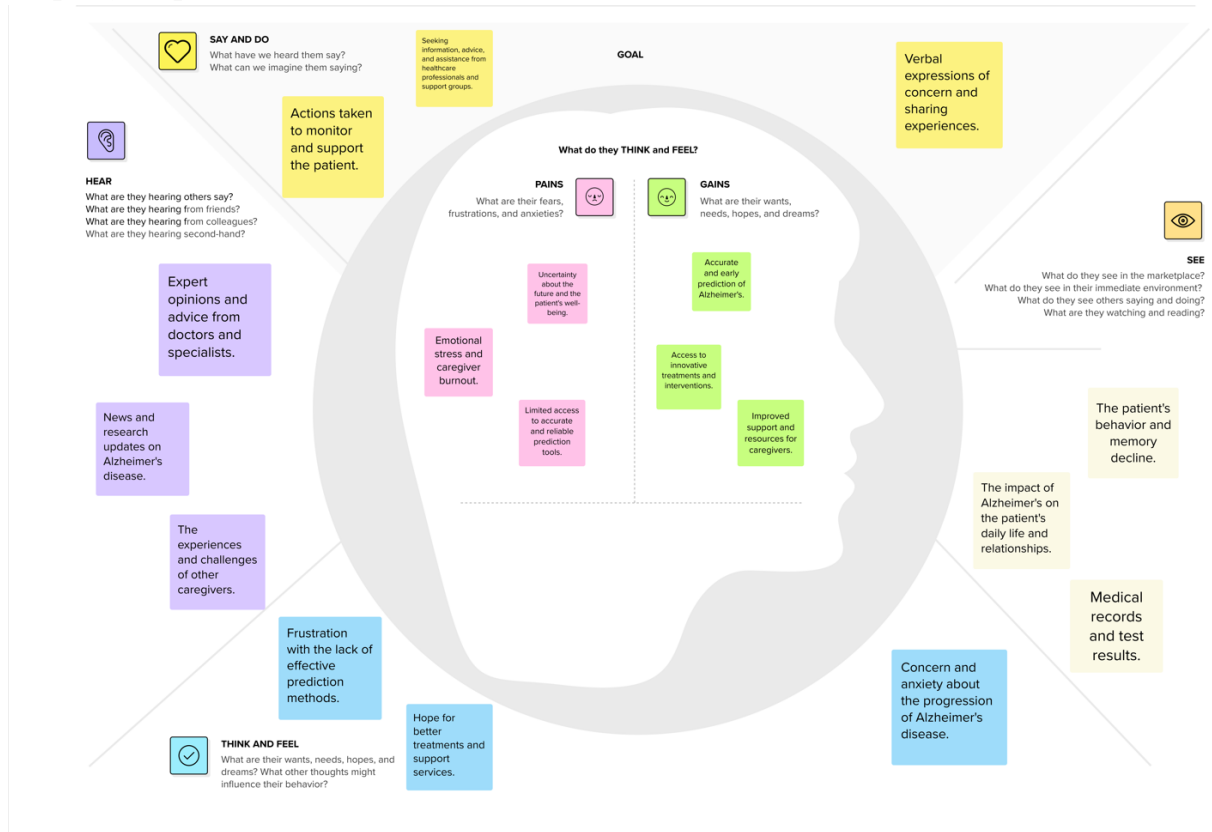 SAY AND DO
What have we heard them say?
What can we imagine them saying?
Seeking
information, advice,
and assistance from
healthcare
professionals and
support groups.
GOAL
Verbal
expressions of
concern and
sharing
experiences.
Actions taken
to monitor
and support
the patient.
HEAR
What are they hearing others say?
What are they hearing from friends?
What are they hearing from colleagues?
What are they hearing second-hand?
What do they THINK and FEEL?
PAINS
What are their fears,
frustrations, and anxieties?
GAINS
What are their wants,
needs, hopes, and dreams?
SEE
What do they see in the marketplace?
What do they see in their immediate environment?
What do they see others saying and doing?
What are they watching and reading?
Expert
opinions and
advice from
doctors and
specialists.
News and
research
updates on
Alzheimer's
disease.
The
experiences
and challenges
of other
caregivers.
Uncertainty
about the
future and the
patient's well-
being.
Emotional
stress and
caregiver
burnout.
Limited access
to accurate
and reliable
prediction
tools.
Accurate
and early
prediction of
Alzheimer's.
Access to
innovative
treatments and
interventions.
Improved
support and
resources for
caregivers.
The patient's
behavior and
memory
decline.
The impact of
Alzheimer's on
the patient's
daily life and
relationships.
Medical
records
and test
results.
Frustration
with the lack of
effective
prediction
methods.
Hope for
better
treatments and
support
services.
Concern and
anxiety about
the progression
of Alzheimer's
disease.
THINK AND FEEL
What are their wants, needs, hopes, and
dreams? What other thoughts might
influence their behavior?